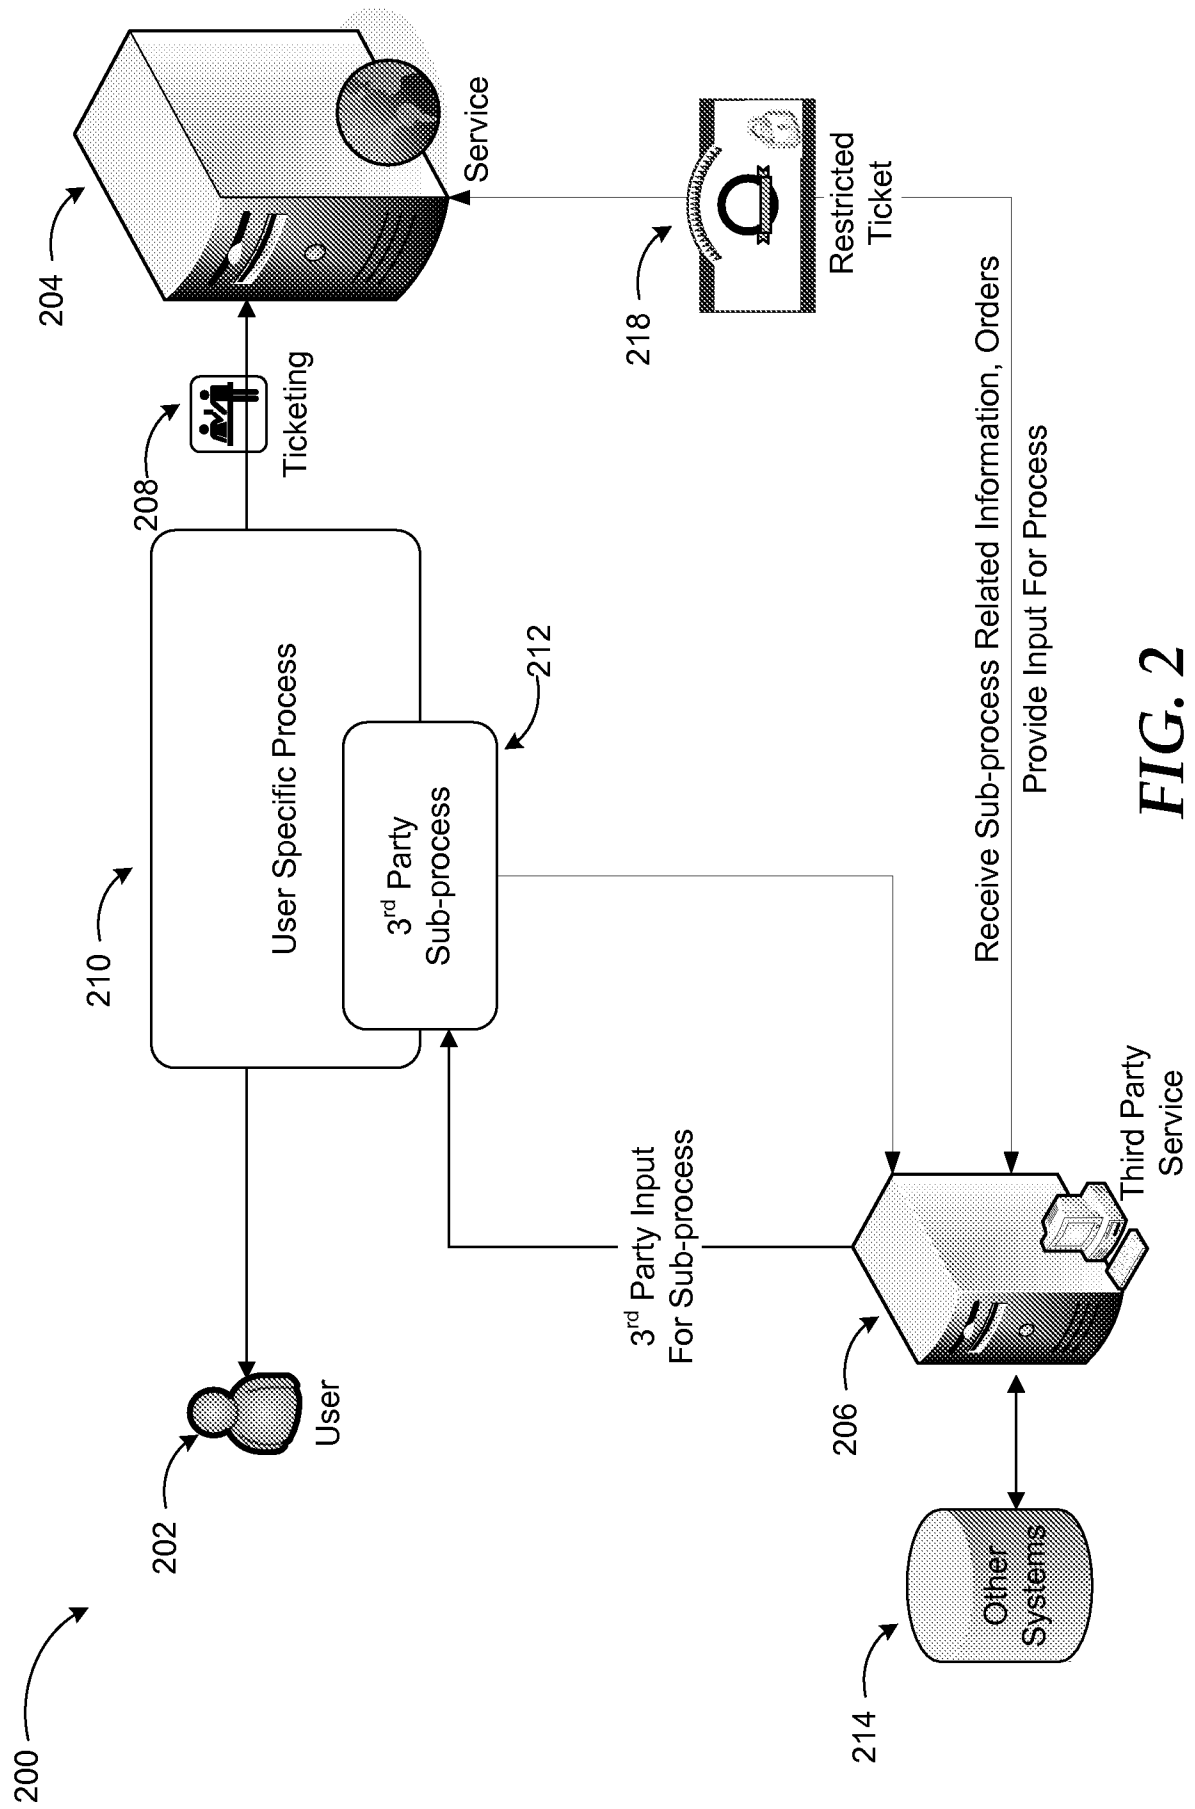 200
202
User
210
User Specific Process
3rd Party
Sub-process
212
208
Ticketing
204
Service
214
Other
Systems
206
Third Party
Service
3rd Party Input
For Sub-process
218
Restricted
Ticket
Receive Sub-process Related Information, Orders
Provide Input For Process
FIG. 2